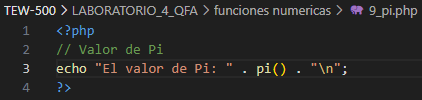 TEW-500 > LABORATORIO_4_QFA > funciones numericas > 9_pi.php
1 <?php
2 // Valor de Pi
3 echo "El valor de Pi: " . pi() . "\n";
4 ?>